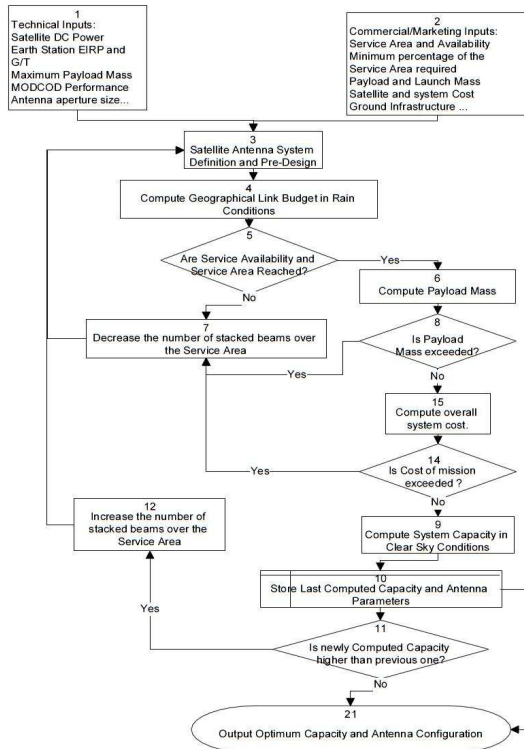 1
Technical Inputs:
Satellite DC Power
Earth Station EIRP and
G/T
Maximum Payload Mass
MODCOD Performance
Antenna aperture size...
2
Commercial/Marketing Inputs:
Service Area and Availability
Minimum percentage of the
Service Area required
Payload and Launch Mass
Satellite and system Cost
Ground Infrastructure ...
3
Satellite Antenna System
Definition and Pre-Design
4
Compute Geographical Link Budget in Rain
Conditions
5
Are Service Availability and
Service Area Reached?
Yes
No
6
Compute Payload Mass
7
Decrease the number of stacked beams over
the Service Area
8
Is Payload
Mass exceeded?
Yes
No
15
Compute overall
system cost.
14
Is Cost of mission
exceeded ?
Yes
No
12
Increase the number of
stacked beams over the
Service Area
9
Compute System Capacity in
Clear Sky Conditions
10
Store Last Computed Capacity and Antenna
Parameters
Yes
11
Is newly Computed Capacity
higher than previous one?
No
21
Output Optimum Capacity and Antenna Configuration